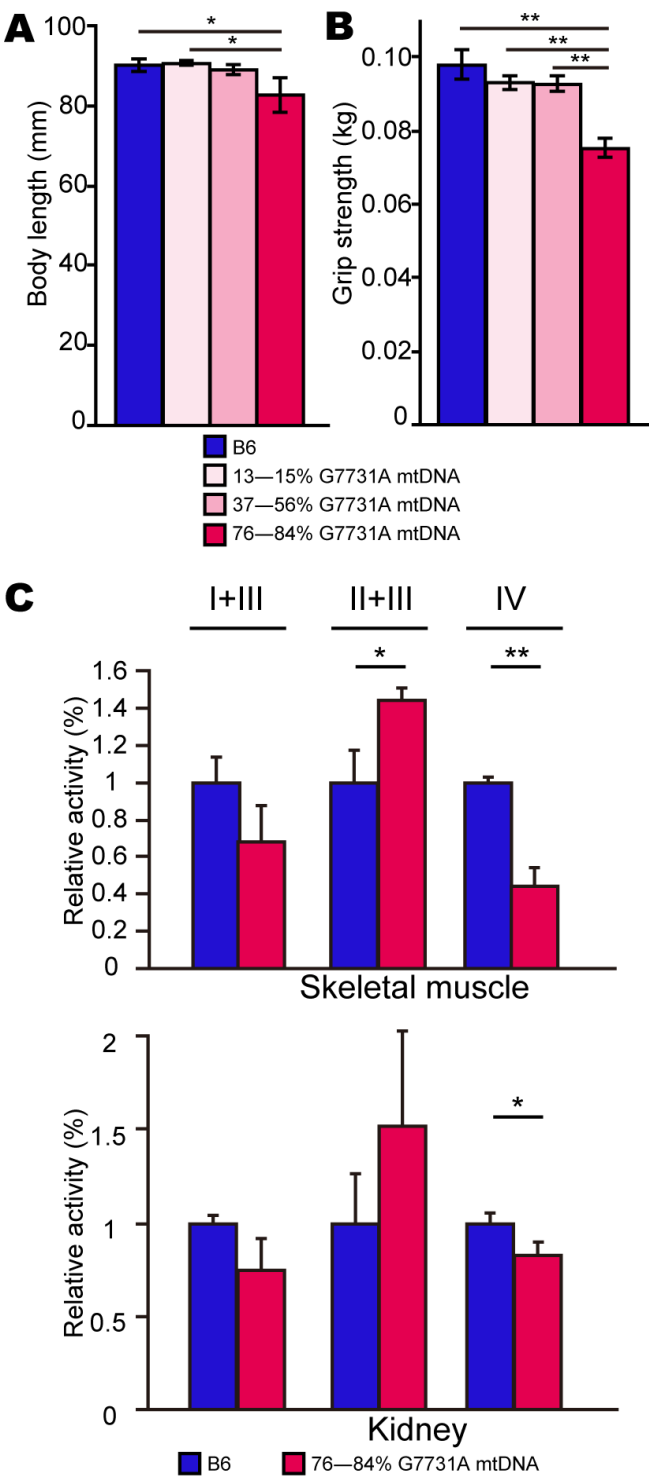 A
Body length (mm)
100
80
60
40
20
0
*
*
B
Grip strength (kg)
0.10
0.08
0.06
0.04
0.02
0
**
**
**
B6
13—15% G7731A mtDNA
37—56% G7731A mtDNA
76—84% G7731A mtDNA
C
I+III
II+III
IV
*
**
Relative activity (%)
1.6
1.4
1.2
1
0.8
0.6
0.4
0.2
0
Skeletal muscle
Relative activity (%)
2
1.5
1
0.5
0
*
Kidney
B6
76—84% G7731A mtDNA